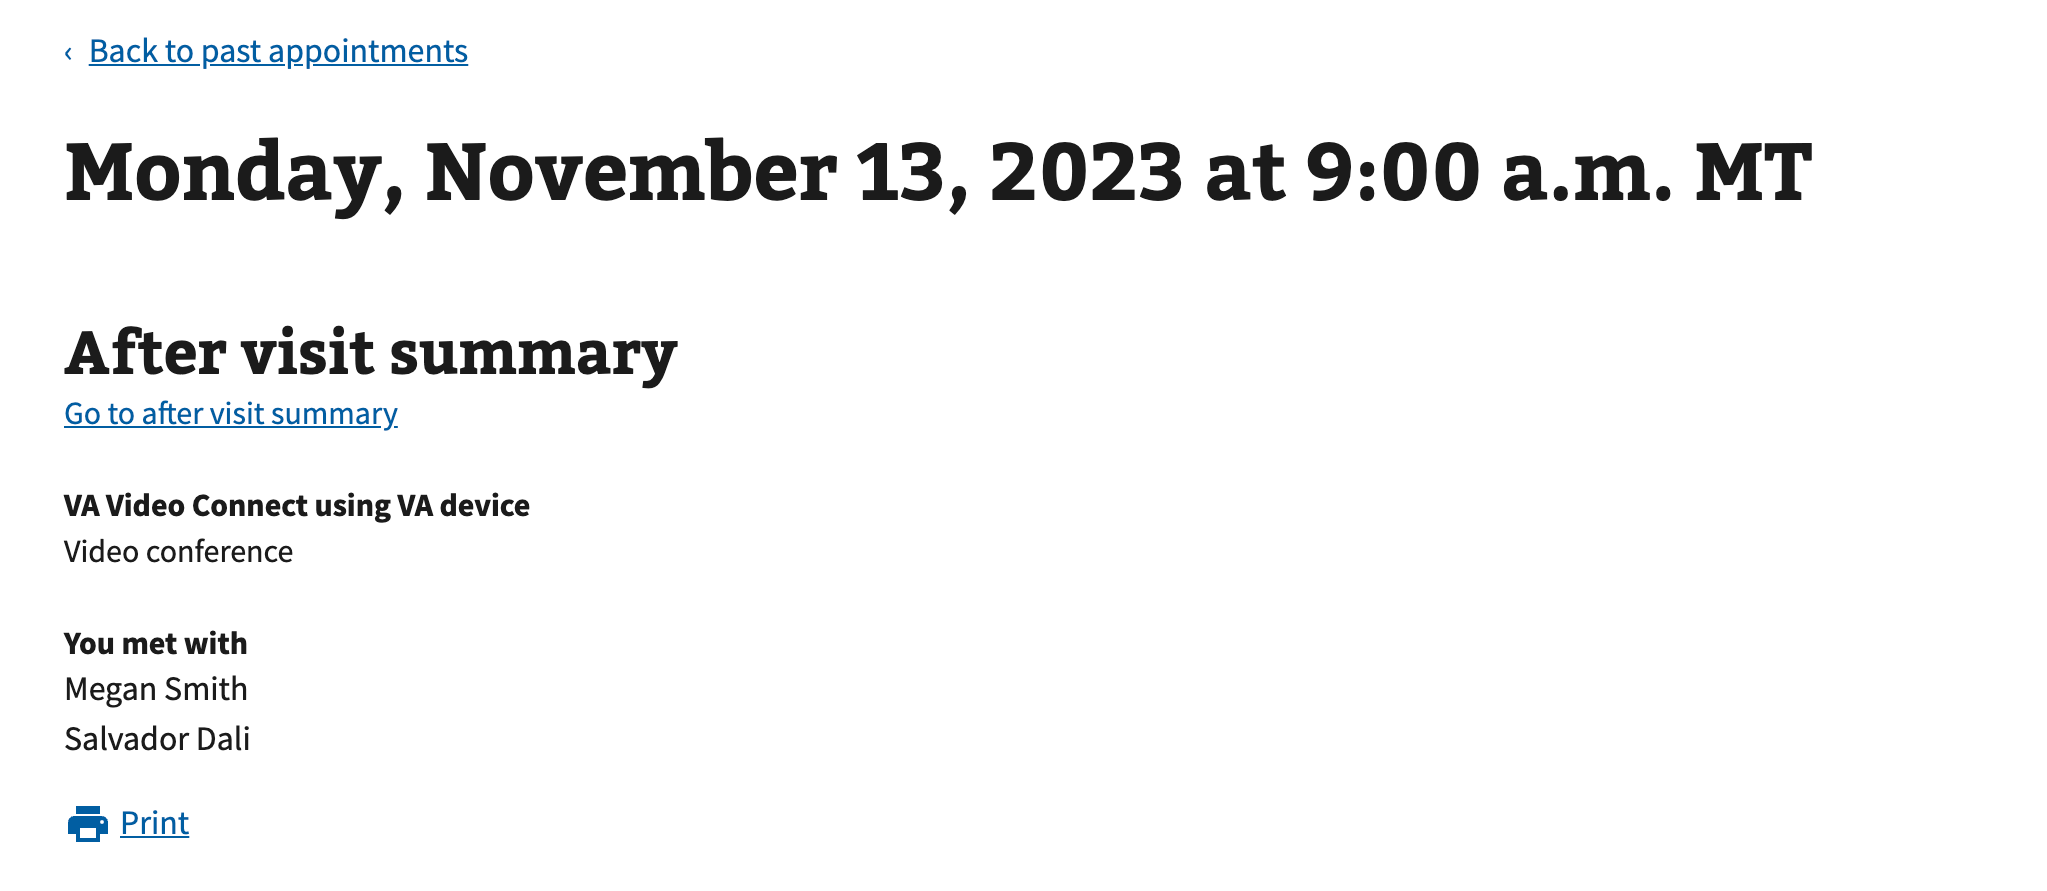 ‹ Back to past appointments
Monday, November 13, 2023 at 9:00 a.m. MT
After visit summary
Go to after visit summary
VA Video Connect using VA device
Video conference
You met with
Megan Smith
Salvador Dali
Print